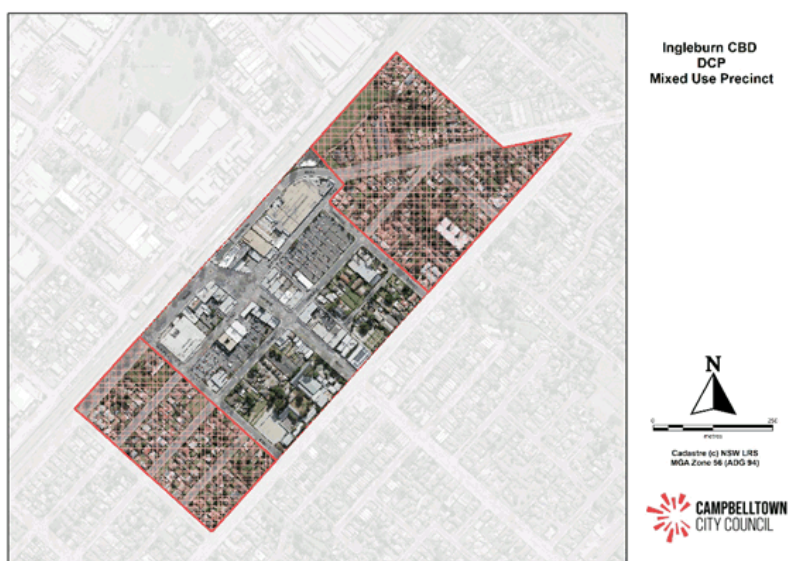 Ingleburn CBD
DCP
Mixed Use Precinct
N
0 250
METRES
Cadastre (c) NSW LRS
MGA Zone 56 (ADG 94)
CAMPBELLTOWN
CITY COUNCIL